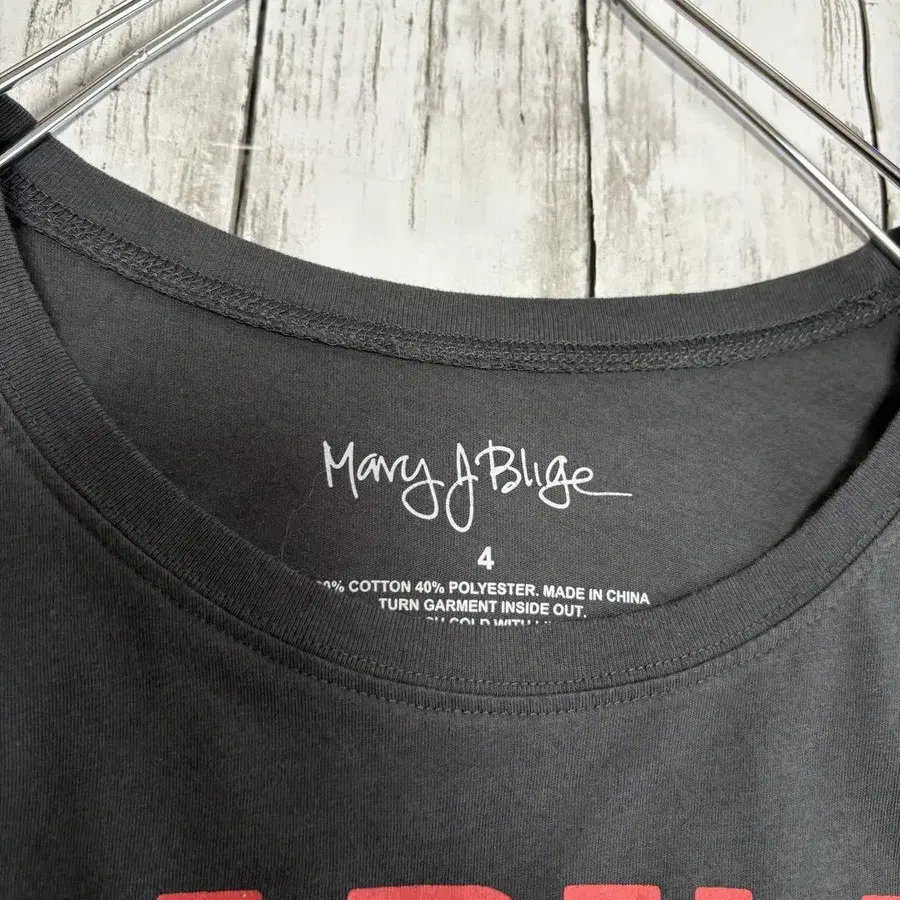 Mary J Blige
4
COTTON 40% POLYESTER. MADE IN CHINA
TURN GARMENT INSIDE OUT.
COLD WITH